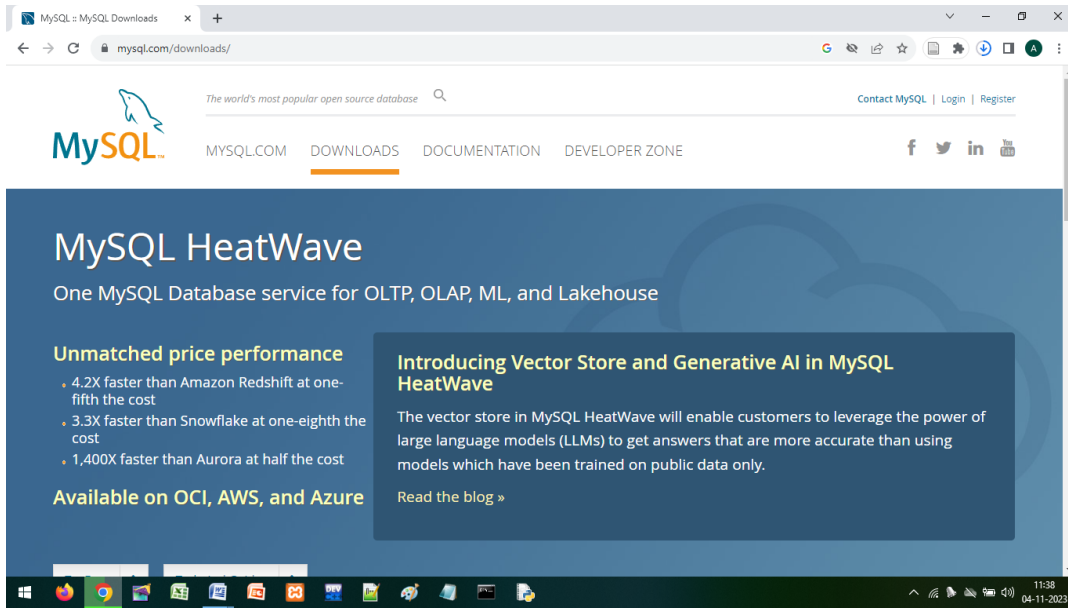 MySQL :: MySQL Downloads
mysql.com/downloads/
The world's most popular open source database
Contact MySQL | Login | Register
MySQL™
MYSQL.COM DOWNLOADS DOCUMENTATION DEVELOPER ZONE
MySQL HeatWave
One MySQL Database service for OLTP, OLAP, ML, and Lakehouse
Unmatched price performance
4.2X faster than Amazon Redshift at one-
fifth the cost
3.3X faster than Snowflake at one-eighth the
cost
1,400X faster than Aurora at half the cost
Available on OCI, AWS, and Azure
Introducing Vector Store and Generative AI in MySQL
HeatWave
The vector store in MySQL HeatWave will enable customers to leverage the power of
large language models (LLMs) to get answers that are more accurate than using
models which have been trained on public data only.
Read the blog »
11:38
04-11-2023